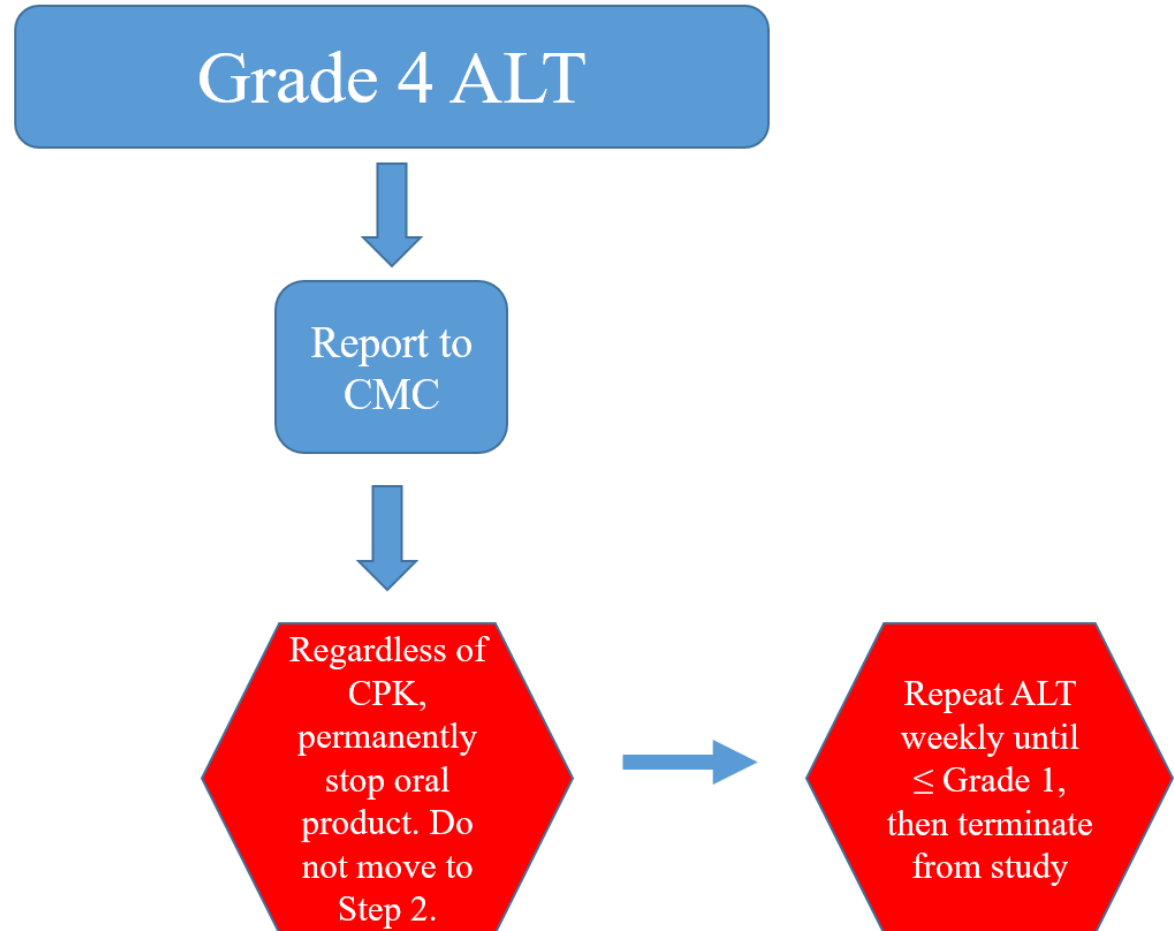 Grade 4 ALT
Report to
CMC
Regardless of
CPK,
permanently
stop oral
product. Do
not move to
Step 2.
Repeat ALT
weekly until
≤ Grade 1,
then terminate
from study